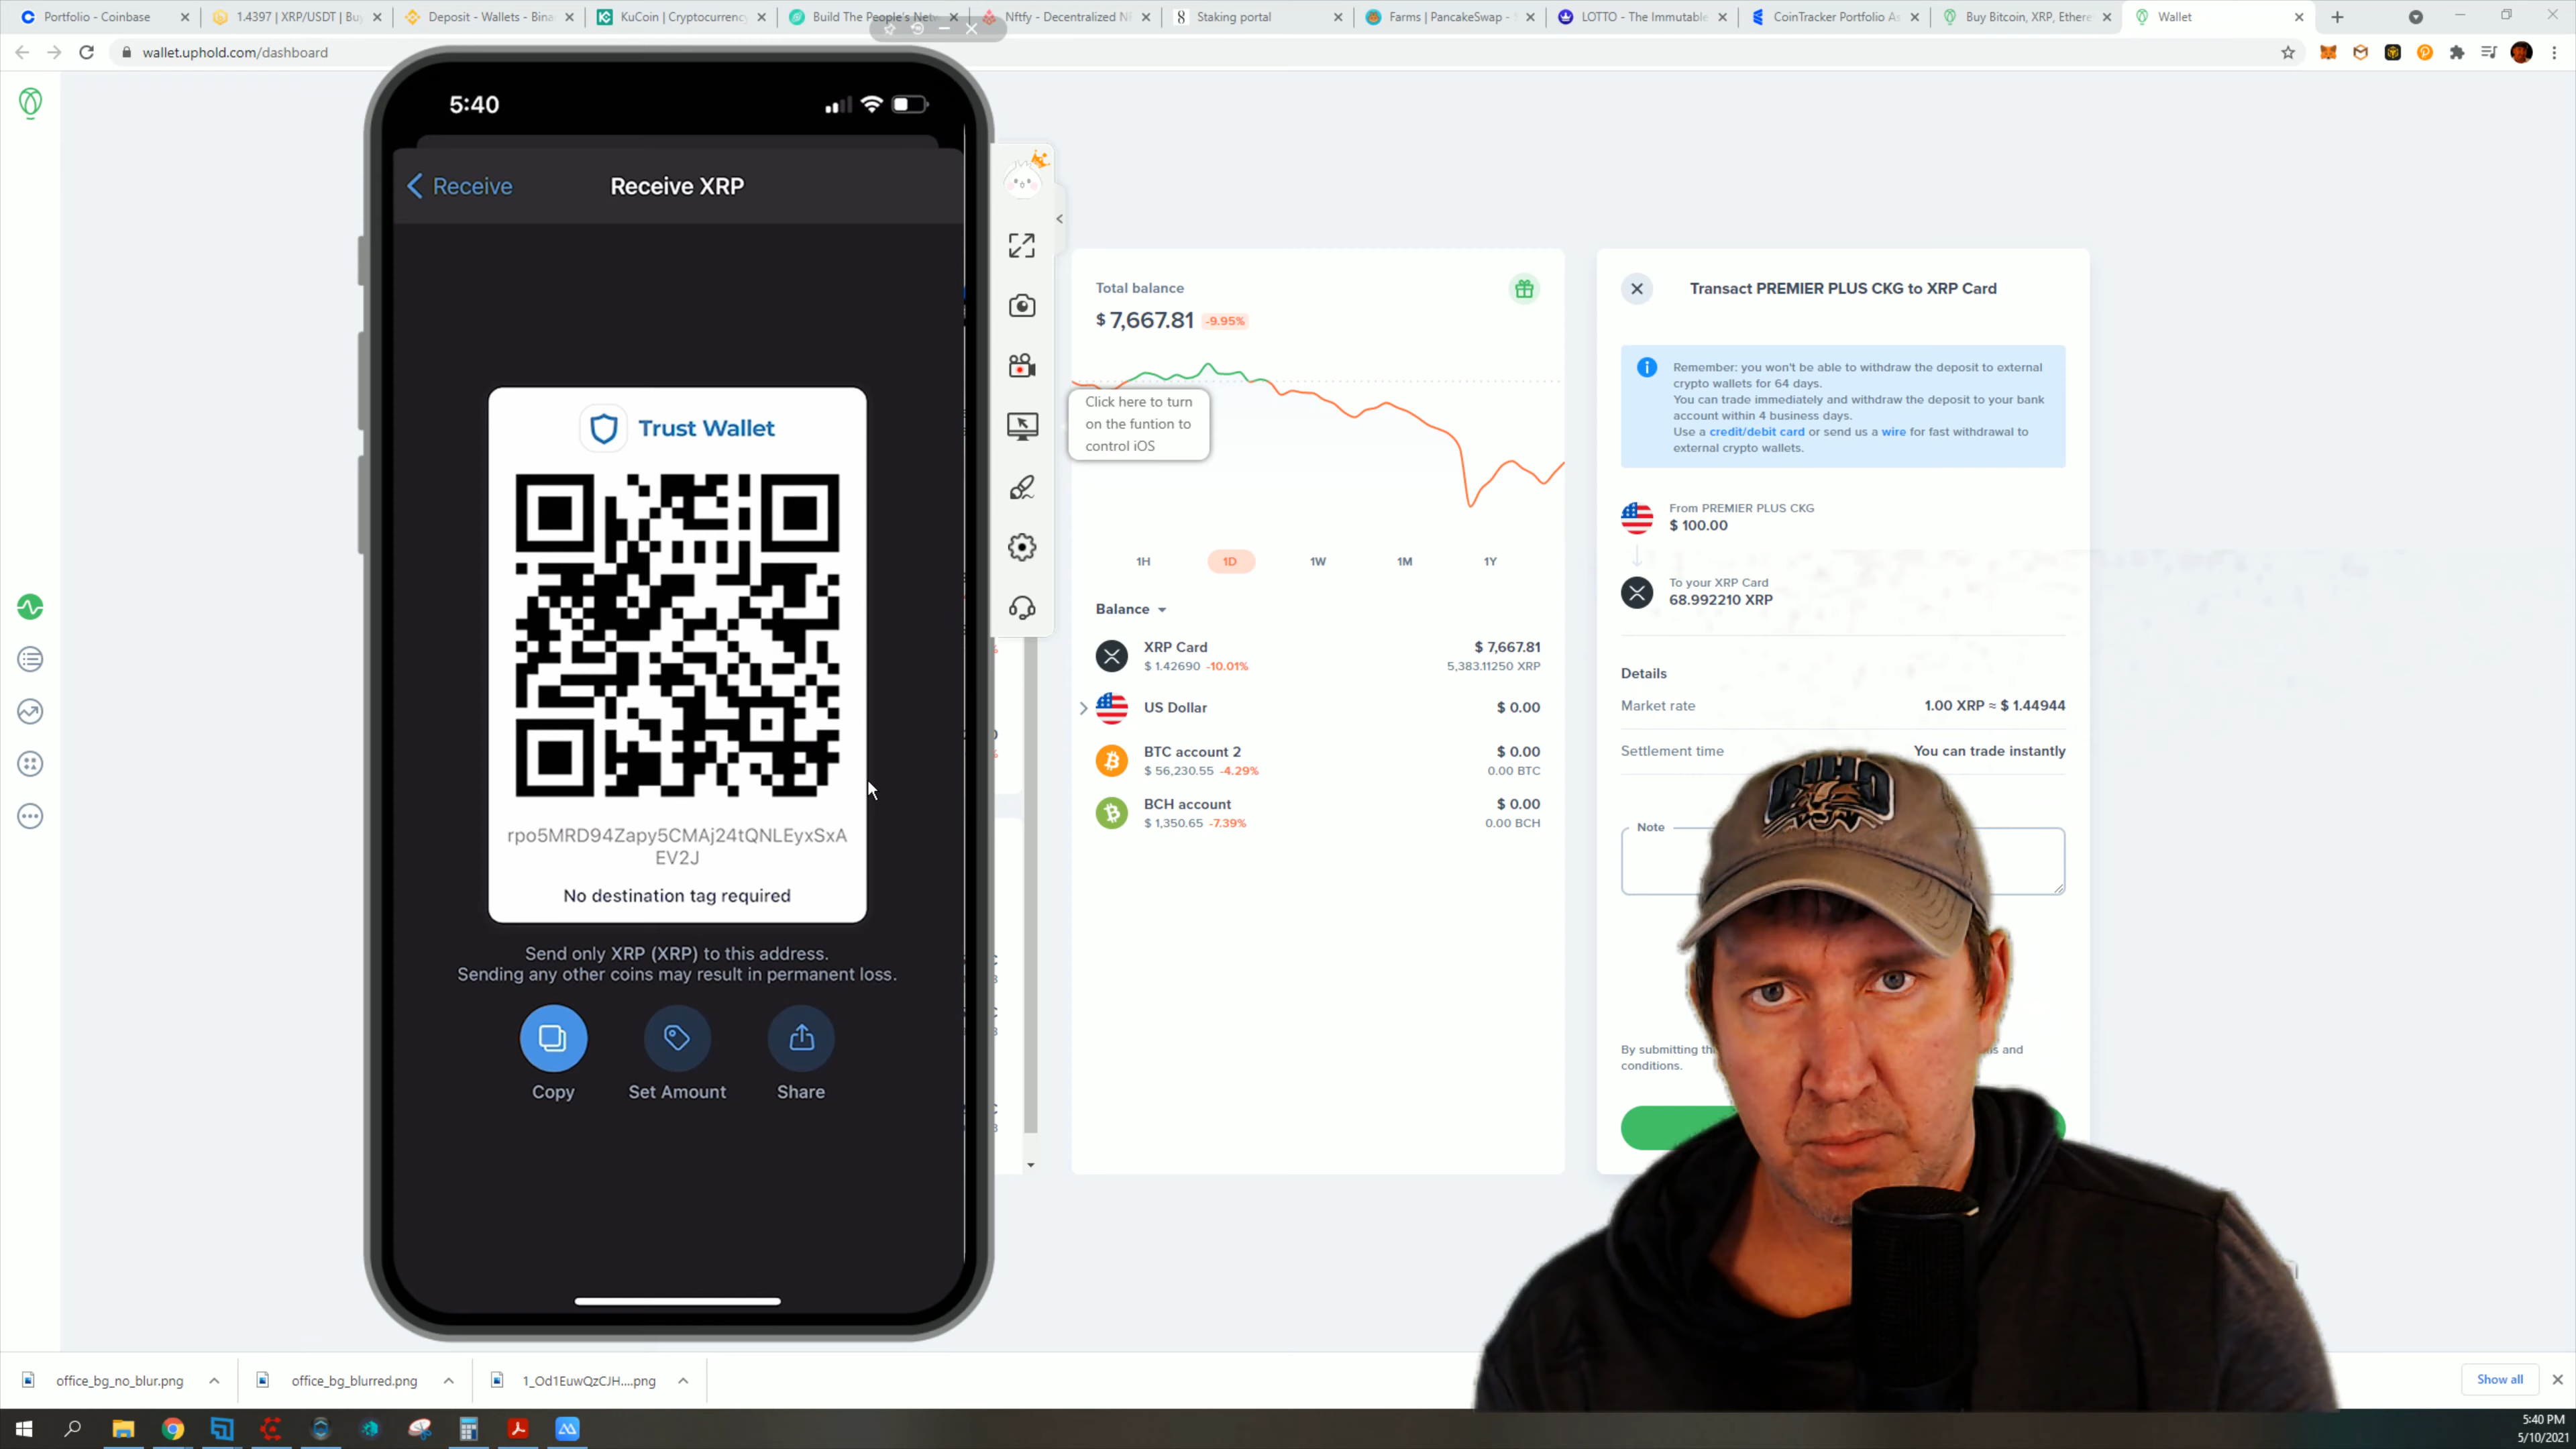 Portfolio - Coinbase
1.4397 | XRP/USDT | Bu
Deposit - Wallets - Bina
KuCoin | Cryptocurrency
Build The People's Netw
Nftfy - Decentralized NF
Staking portal
Farms | PancakeSwap -
LOTTO - The Immutable
CoinTracker Portfolio As
Buy Bitcoin, XRP, Ethere
Wallet
wallet.uphold.com/dashboard
5:40
Receive
Receive XRP
Trust Wallet
rpo5MRD94Zapy5CMAj24tQNLEyxSxA
EV2J
No destination tag required
Send only XRP (XRP) to this address.
Sending any other coins may result in permanent loss.
Copy
Set Amount
Share
Click here to turn
on the funtion to
control iOS
Total balance
$ 7,667.81 -9.95%
1H
1D
1W
1M
1Y
Balance
XRP Card $ 7,667.81
$ 1.42690 -10.01% 5,383.11250 XRP
US Dollar $ 0.00
BTC account 2 $ 0.00
$ 56,230.55 -4.29% 0.00 BTC
BCH account $ 0.00
$ 1,350.65 -7.39% 0.00 BCH
Transact PREMIER PLUS CKG to XRP Card
Remember: you won't be able to withdraw the deposit to external
crypto wallets for 64 days.
You can trade immediately and withdraw the deposit to your bank
account within 4 business days.
Use a credit/debit card or send us a wire for fast withdrawal to
external crypto wallets.
From PREMIER PLUS CKG
$ 100.00
To your XRP Card
68.992210 XRP
Details
Market rate 1.00 XRP ≈ $ 1.44944
Settlement time You can trade instantly
Note
OHIO
By submitting and
conditions.
office_bg_no_blur.png
office_bg_blurred.png
1_Od1EuwQzCJH....png
Show all
5:40 PM
5/10/2021